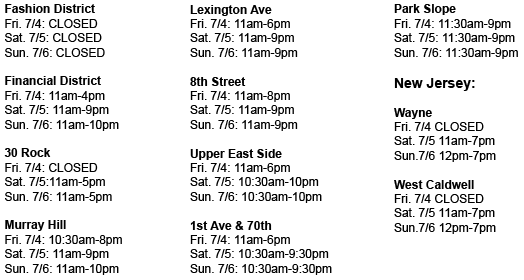 Fashion District
Fri. 7/4: CLOSED
Sat. 7/5: CLOSED
Sun. 7/6: CLOSED
Financial District
Fri. 7/4: 11am-4pm
Sat. 7/5: 11am-9pm
Sun. 7/6: 11am-10pm
30 Rock
Fri. 7/4: CLOSED
Sat. 7/5:11am-5pm
Sun. 7/6: 11am-5pm
Murray Hill
Fri. 7/4: 10:30am-8pm
Sat. 7/5: 11am-9pm
Sun. 7/6: 11am-10pm
Lexington Ave
Fri. 7/4: 11am-6pm
Sat. 7/5: 11am-9pm
Sun. 7/6: 11am-9pm
8th Street
Fri. 7/4: 11am-8pm
Sat. 7/5: 11am-9pm
Sun. 7/6: 11am-9pm
Upper East Side
Fri. 7/4: 11am-6pm
Sat. 7/5: 10:30am-10pm
Sun. 7/6: 10:30am-10pm
1st Ave & 70th
Fri. 7/4: 11am-6pm
Sat. 7/5: 10:30am-9:30pm
Sun. 7/6: 10:30am-9:30pm
Park Slope
Fri. 7/4: 11:30am-9pm
Sat. 7/5: 11:30am-9pm
Sun. 7/6: 11:30am-9pm
New Jersey:
Wayne
Fri. 7/4 CLOSED
Sat. 7/5 11am-7pm
Sun.7/6 12pm-7pm
West Caldwell
Fri. 7/4 CLOSED
Sat. 7/5 11am-7pm
Sun.7/6 12pm-7pm